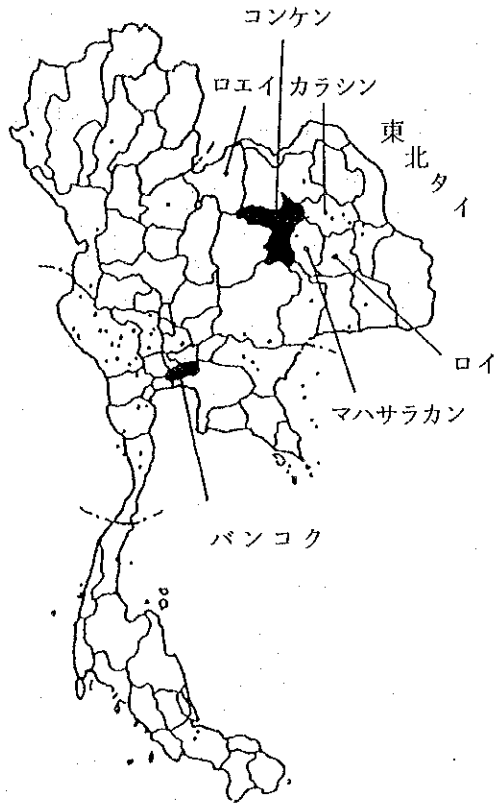 コンケン
ロエイ カラシン
東北タイ
ロイ
マハサラカン
バンコク